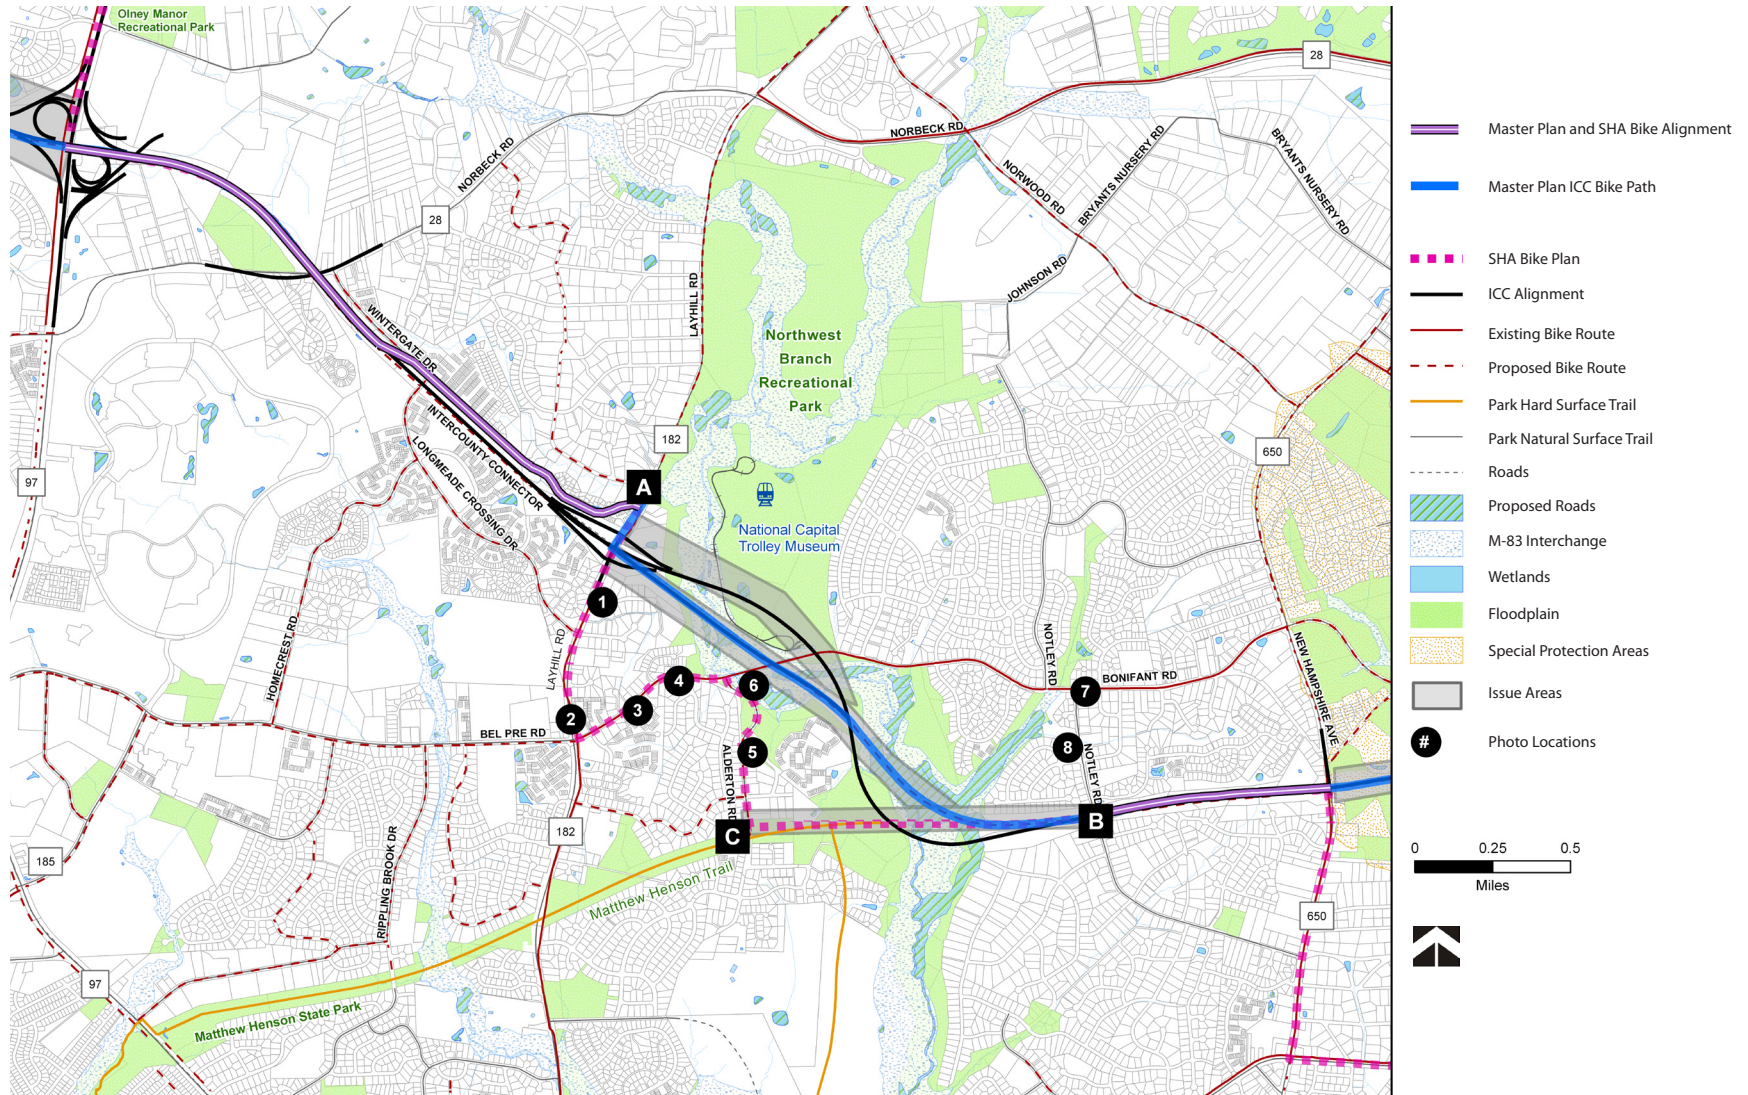 Olney Manor
Recreational Park
28
NORBECK RD
NORBECK RD
BRYANTS NURSERY RD
BRYANTS NURSERY RD
NORWOOD RD
28
JOHNSON RD
LAYHILL RD
WINTERGATE DR
Northwest
Branch
Recreational
Park
INTERCOUNTY CONNECTOR
LONGMEADE CROSSING DR
182
650
97
A
National Capital
Trolley Museum
1
HOMECREST RD
LAYHILL RD
NOTLEY RD
NEW HAMPSHIRE AVE
4
6
BONIFANT RD
7
3
2
BEL PRE RD
5
8
ALDERTON RD
NOTLEY RD
B
C
182
185
RIPPLING BROOK DR
Matthew Henson Trail
650
97
Matthew Henson State Park
Master Plan and SHA Bike Alignment
Master Plan ICC Bike Path
SHA Bike Plan
ICC Alignment
Existing Bike Route
Proposed Bike Route
Park Hard Surface Trail
Park Natural Surface Trail
Roads
Proposed Roads
M-83 Interchange
Wetlands
Floodplain
Special Protection Areas
Issue Areas
# Photo Locations
0 0.25 0.5
Miles